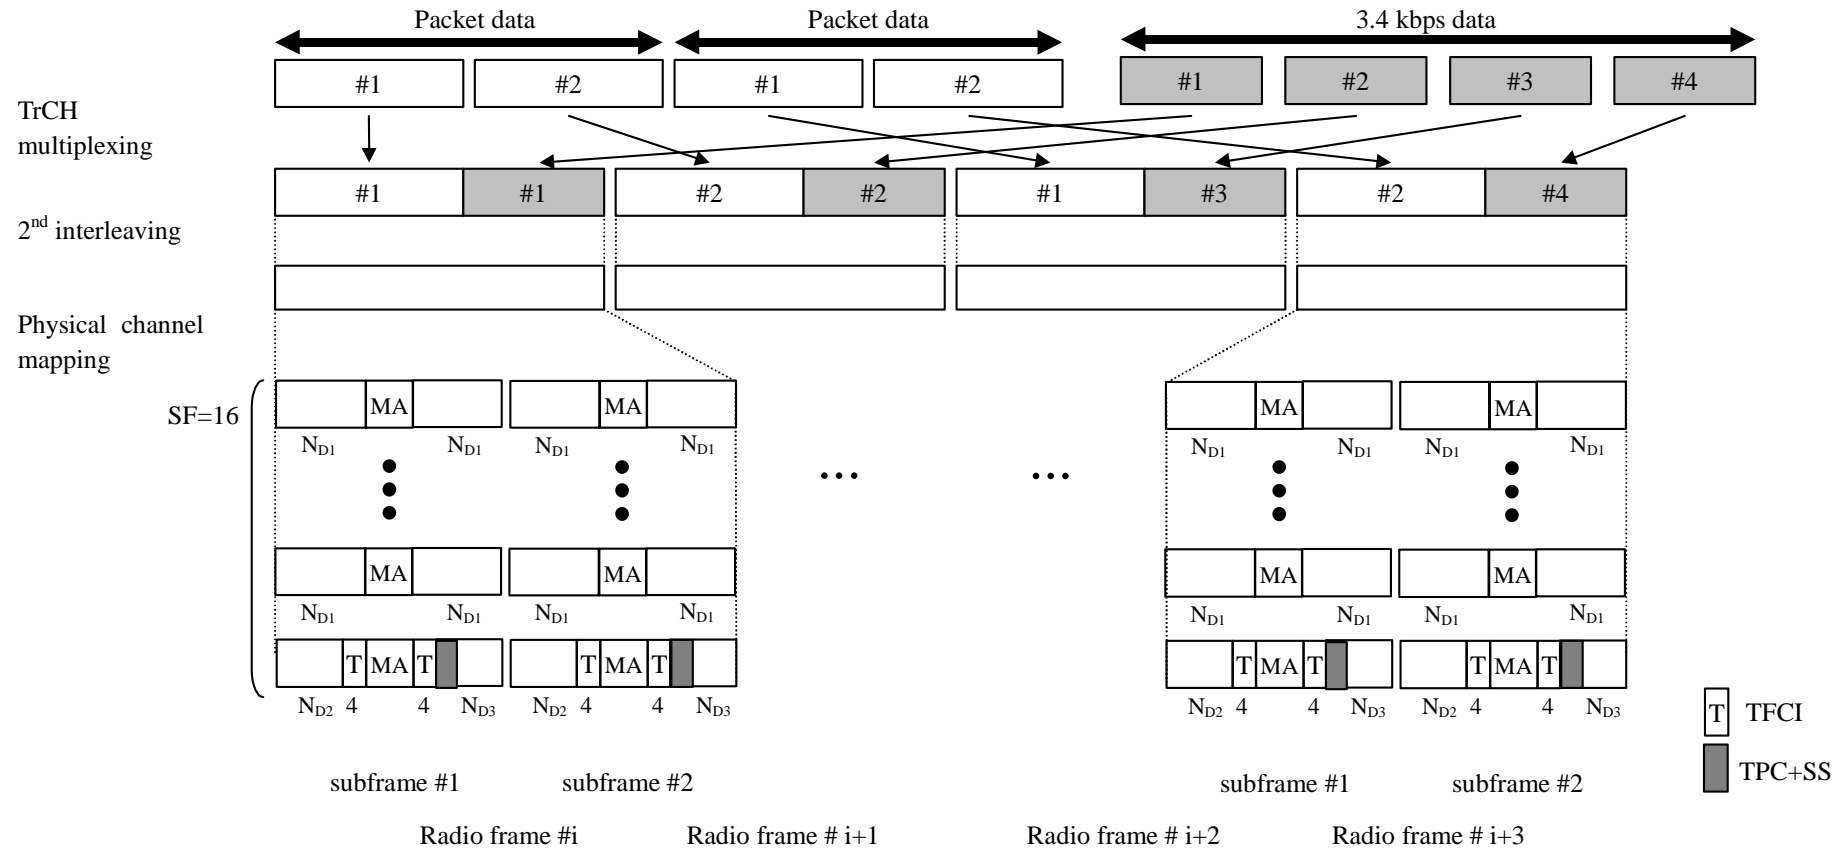 Packet data Packet data 3.4 kbps data
#1 #2 #1 #2 #1 #2 #3 #4
TrCH
multiplexing
#1 #1 #2 #2 #1 #3 #2 #4
2nd interleaving
Physical channel
mapping
SF=16
MA MA MA MA
ND1 ND1 ND1 ND1 ND1 ND1 ND1 ND1
... ...
MA MA MA MA
ND1 ND1 ND1 ND1 ND1 ND1 ND1 ND1
T MA T T MA T T MA T T MA T
ND2 4 4 ND3 ND2 4 4 ND3 ND2 4 4 ND3 ND2 4 4 ND3
T TFCI
TPC+SS
subframe #1 subframe #2 subframe #1 subframe #2
Radio frame #i Radio frame # i+1 Radio frame # i+2 Radio frame # i+3